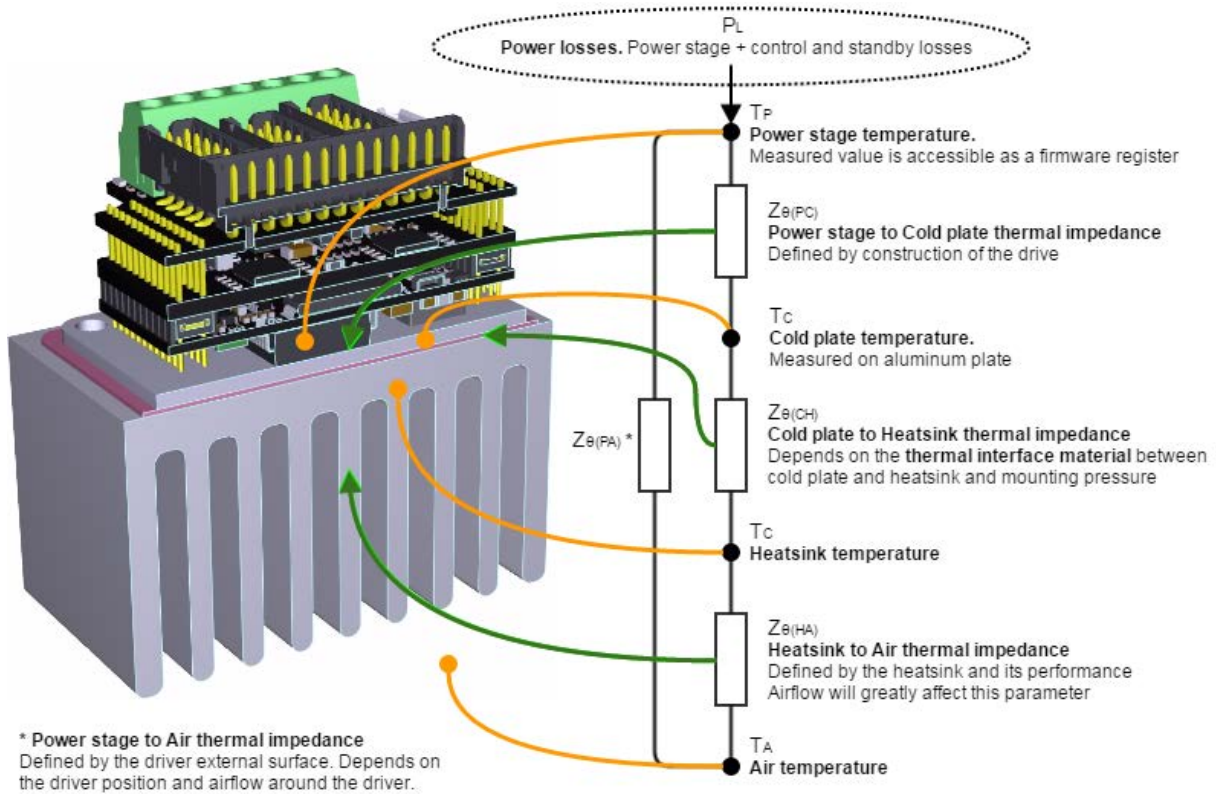 PL
Power losses. Power stage + control and standby losses
TP
Power stage temperature.
Measured value is accessible as a firmware register
Zθ(PC)
Power stage to Cold plate thermal impedance
Defined by construction of the drive
TC
Cold plate temperature.
Measured on aluminum plate
Zθ(PA) *
Zθ(CH)
Cold plate to Heatsink thermal impedance
Depends on the thermal interface material between
cold plate and heatsink and mounting pressure
TC
Heatsink temperature
Zθ(HA)
Heatsink to Air thermal impedance
Defined by the heatsink and its performance
Airflow will greatly affect this parameter
TA
Air temperature
* Power stage to Air thermal impedance
Defined by the driver external surface. Depends on
the driver position and airflow around the driver.